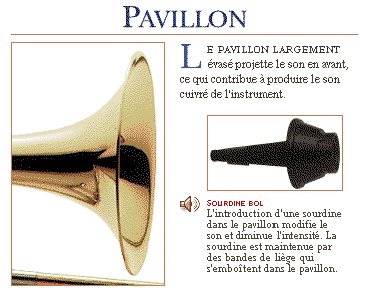 PAVILLON
LE PAVILLON LARGEMENT
évasé projette le son en avant,
ce qui contribue à produire le son
cuivré de l'instrument.
SOURDINE BOL
L'introduction d'une sourdine
dans le pavillon modifie le
son et diminue l'intensité. La
sourdine est maintenue par
des bandes de liège qui
s'emboîtent dans le pavillon.